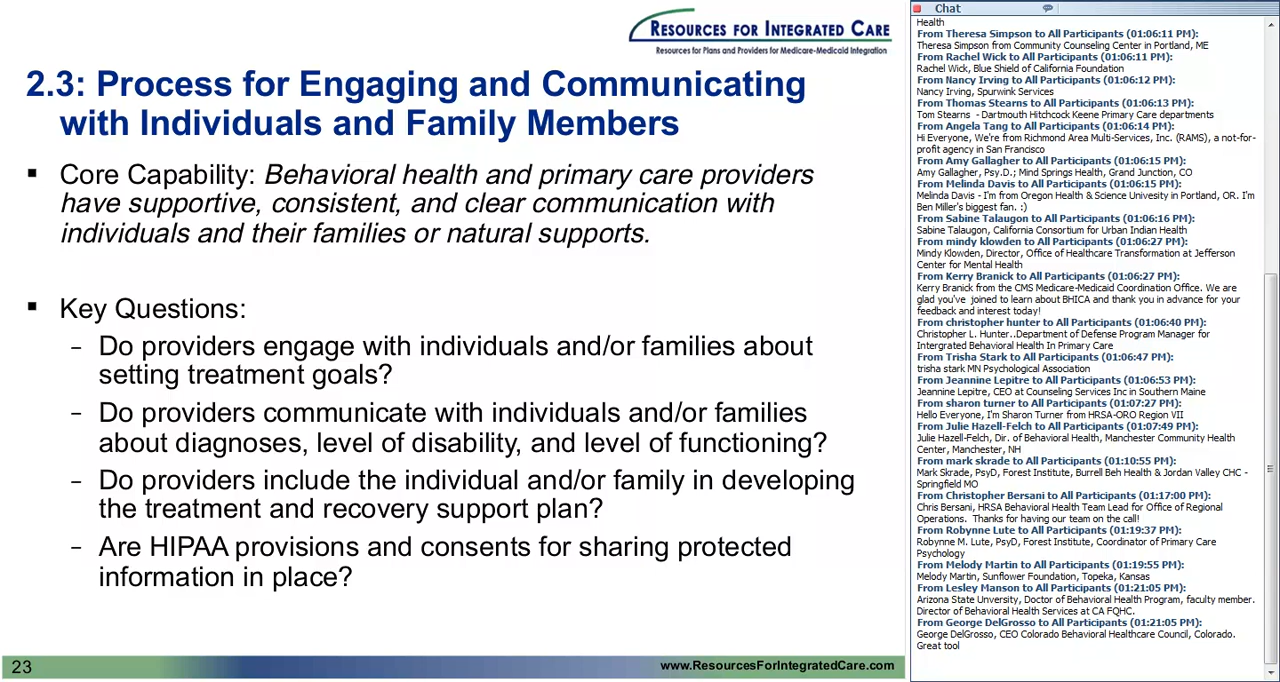 RESOURCES FOR INTEGRATED CARE
Resources for Plans and Providers for Medicare-Medicaid Integration
2.3: Process for Engaging and Communicating
with Individuals and Family Members
▪ Core Capability: Behavioral health and primary care providers
have supportive, consistent, and clear communication with
individuals and their families or natural supports.
▪ Key Questions:
– Do providers engage with individuals and/or families about
setting treatment goals?
– Do providers communicate with individuals and/or families
about diagnoses, level of disability, and level of functioning?
– Do providers include the individual and/or family in developing
the treatment and recovery support plan?
– Are HIPAA provisions and consents for sharing protected
information in place?
23
www.ResourcesForIntegratedCare.com
Chat
Health
From Theresa Simpson to All Participants (01:06:11 PM):
Theresa Simpson from Community Counseling Center in Portland, ME
From Rachel Wick to All Participants (01:06:11 PM):
Rachel Wick, Blue Shield of California Foundation
From Nancy Irving to All Participants (01:06:12 PM):
Nancy Irving, Spurwink Services
From Thomas Stearns to All Participants (01:06:13 PM):
Tom Stearns - Dartmouth Hitchcock Keene Primary Care departments
From Angela Tang to All Participants (01:06:14 PM):
Hi Everyone, We're from Richmond Area Multi-Services, Inc. (RAMS), a not-for-
profit agency in San Francisco
From Amy Gallagher to All Participants (01:06:15 PM):
Amy Gallagher, Psy.D.; Mind Springs Health, Grand Junction, CO
From Melinda Davis to All Participants (01:06:15 PM):
Melinda Davis - I'm from Oregon Health & Science Univesity in Portland, OR. I'm
Ben Miller's biggest fan. :)
From Sabine Talaugon to All Participants (01:06:16 PM):
Sabine Talaugon, California Consortium for Urban Indian Health
From mindy klowden to All Participants (01:06:27 PM):
Mindy Klowden, Director, Office of Healthcare Transformation at Jefferson
Center for Mental Health
From Kerry Branick to All Participants (01:06:27 PM):
Kerry Branick from the CMS Medicare-Medicaid Coordination Office. We are
glad you've joined to learn about BHICA and thank you in advance for your
feedback and interest today!
From christopher hunter to All Participants (01:06:40 PM):
Christopher L. Hunter..Department of Defense Program Manager for
Intergrated Behavioral Health In Primary Care
From Trisha Stark to All Participants (01:06:47 PM):
trisha stark MN Psychological Association
From Jeannine Lepitre to All Participants (01:06:53 PM):
Jeannine Lepitre, CEO at Counseling Services Inc in Southern Maine
From sharon turner to All Participants (01:07:27 PM):
Hello Everyone, I'm Sharon Turner from HRSA-ORO Region VII
From Julie Hazell-Felch to All Participants (01:07:49 PM):
Julie Hazell-Felch, Dir. of Behavioral Health, Manchester Community Health
Center, Manchester, NH
From mark skrade to All Participants (01:10:55 PM):
Mark Skrade, PsyD, Forest Institute, Burrell Beh Health & Jordan Valley CHC -
Springfield MO
From Christopher Bersani to All Participants (01:17:00 PM):
Chris Bersani, HRSA Behavioral Health Team Lead for Office of Regional
Operations. Thanks for having our team on the call!
From Robynne Lute to All Participants (01:19:37 PM):
Robynne M. Lute, PsyD, Forest Institute, Coordinator of Primary Care
Psychology
From Melody Martin to All Participants (01:19:55 PM):
Melody Martin, Sunflower Foundation, Topeka, Kansas
From Lesley Manson to All Participants (01:21:05 PM):
Arizona State Unversity, Doctor of Behavioral Health Program, faculty member.
Director of Behavioral Health Services at CA FQHC.
From George DelGrosso to All Participants (01:21:05 PM):
George DelGrosso, CEO Colorado Behavioral Healthcare Council, Colorado.
Great tool